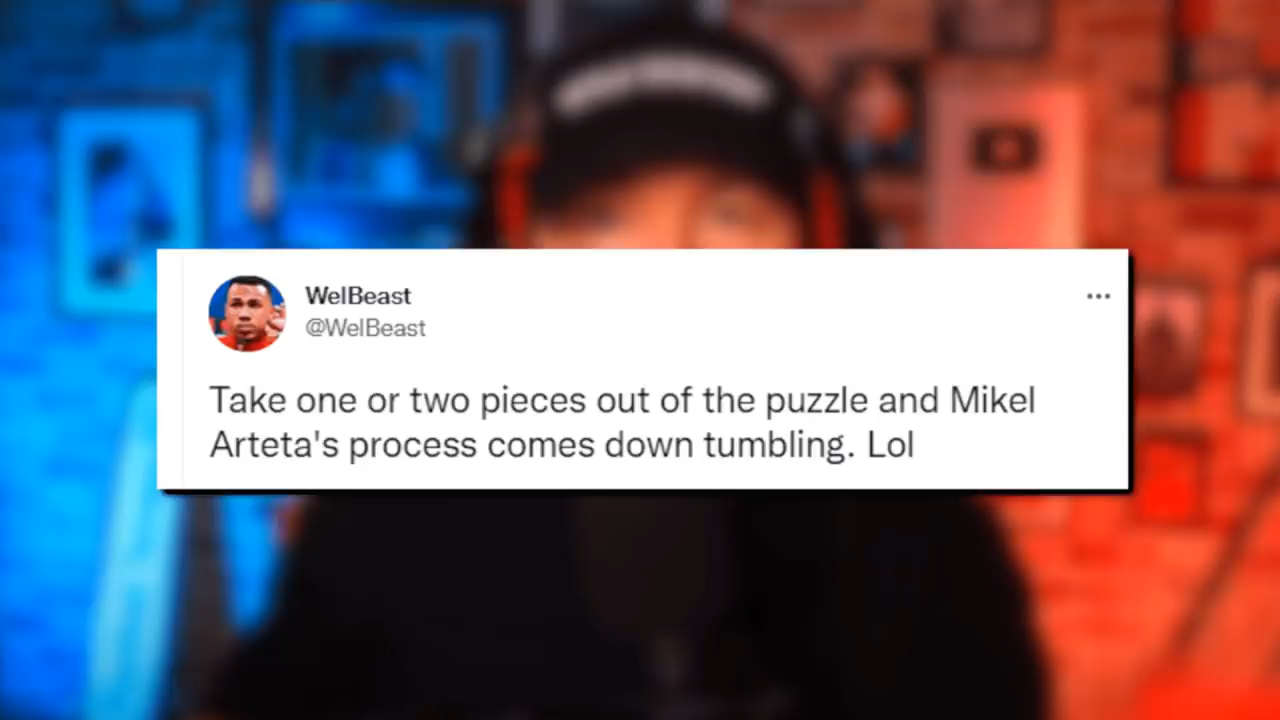 WelBeast
@WelBeast
Take one or two pieces out of the puzzle and Mikel
Arteta's process comes down tumbling. Lol